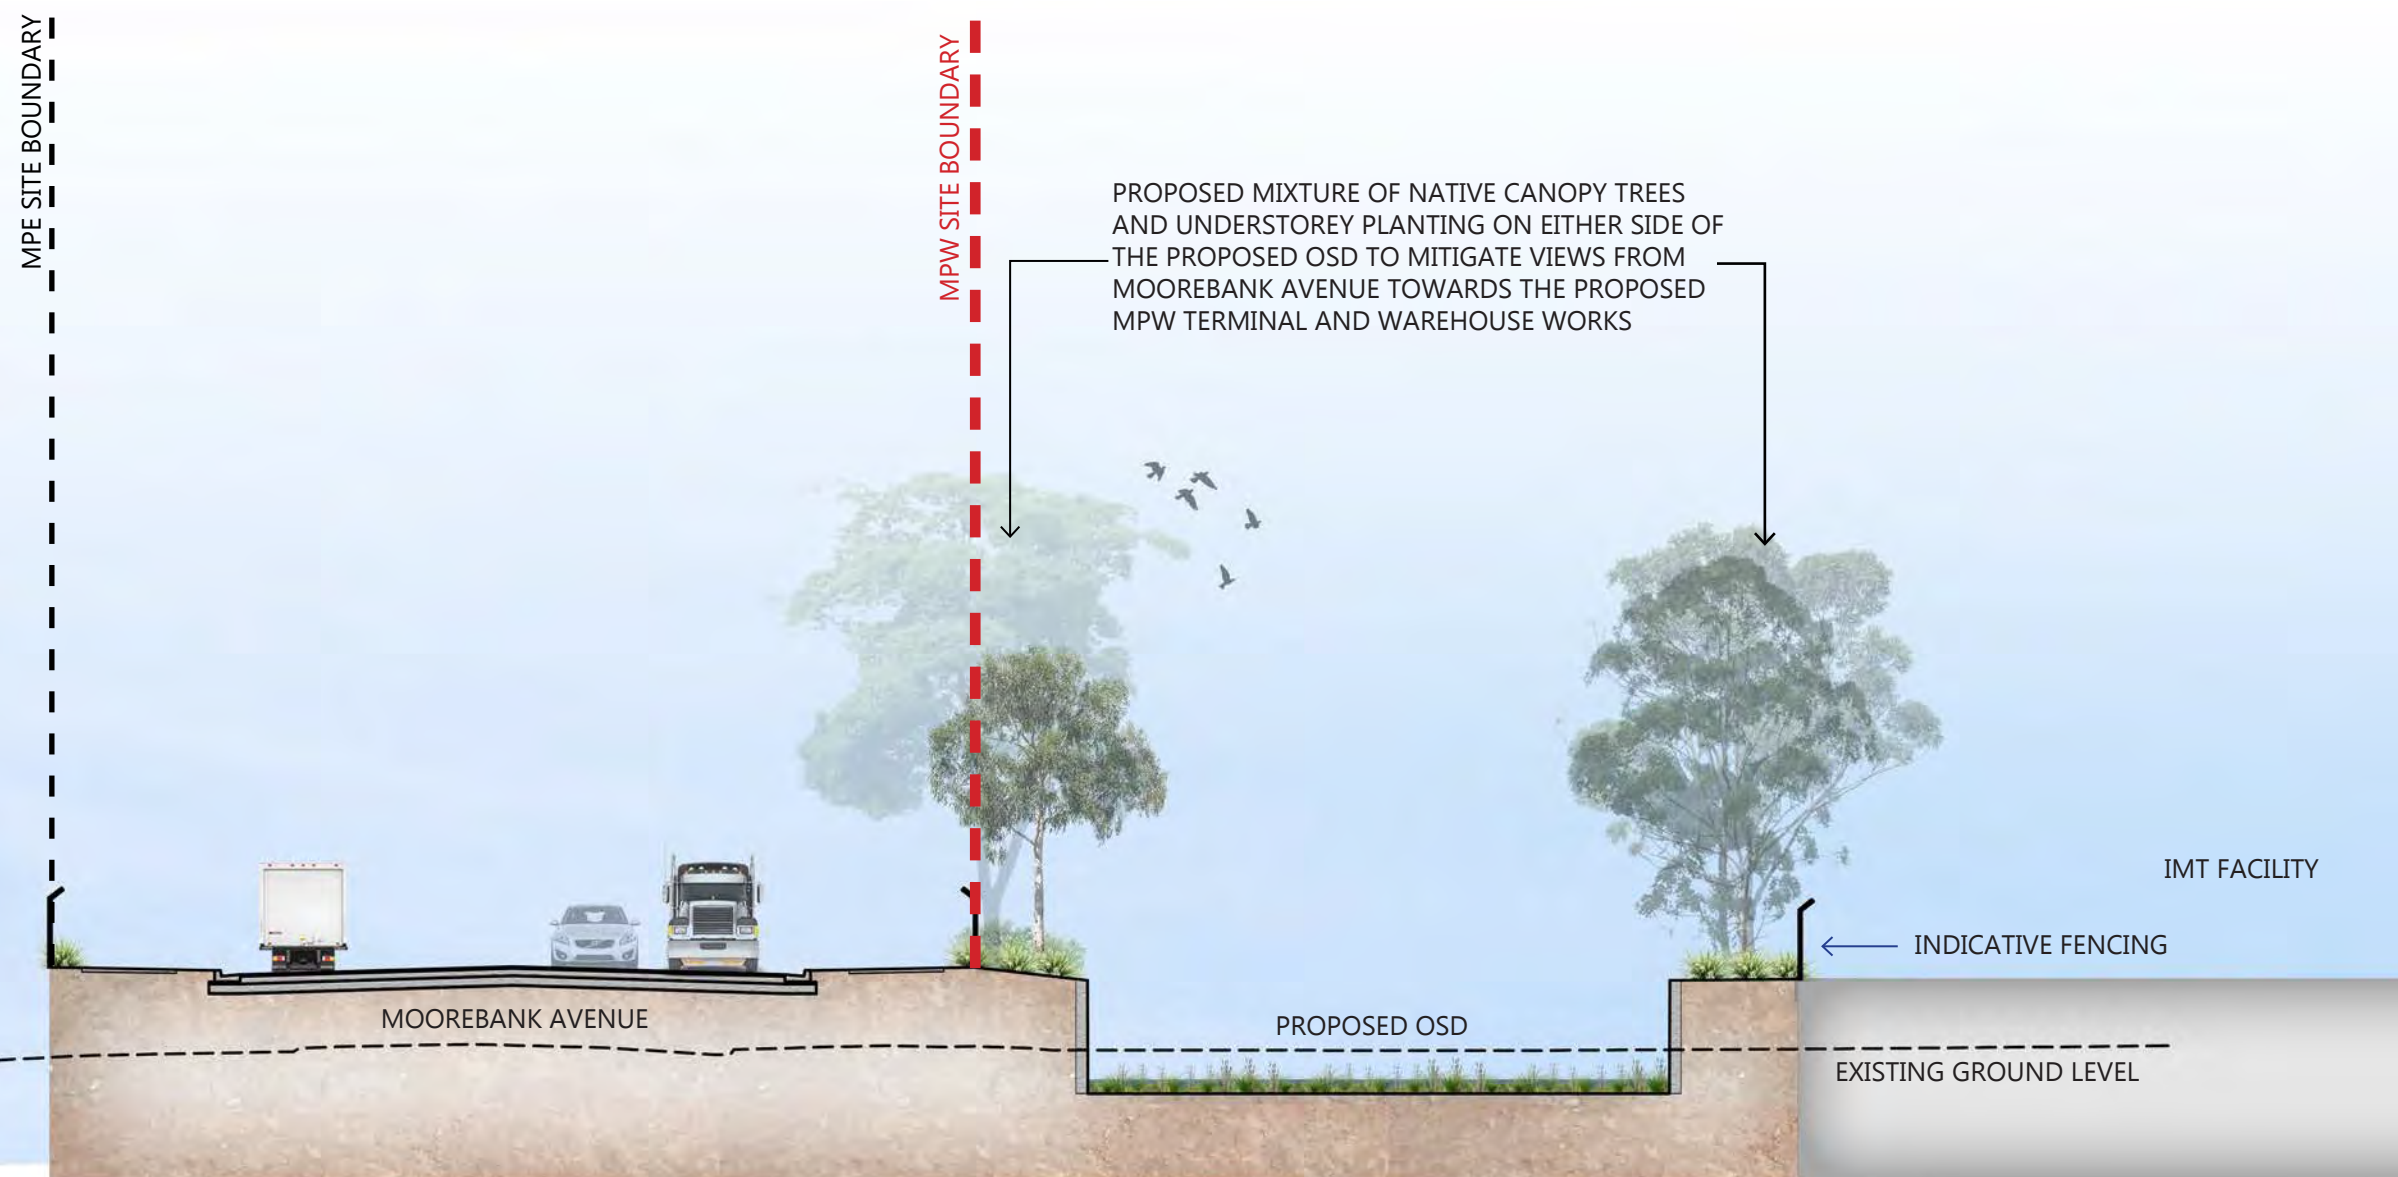 MPE SITE BOUNDARY
MPW SITE BOUNDARY
PROPOSED MIXTURE OF NATIVE CANOPY TREES
AND UNDERSTOREY PLANTING ON EITHER SIDE OF
THE PROPOSED OSD TO MITIGATE VIEWS FROM
MOOREBANK AVENUE TOWARDS THE PROPOSED
MPW TERMINAL AND WAREHOUSE WORKS
IMT FACILITY
INDICATIVE FENCING
MOOREBANK AVENUE
PROPOSED OSD
EXISTING GROUND LEVEL